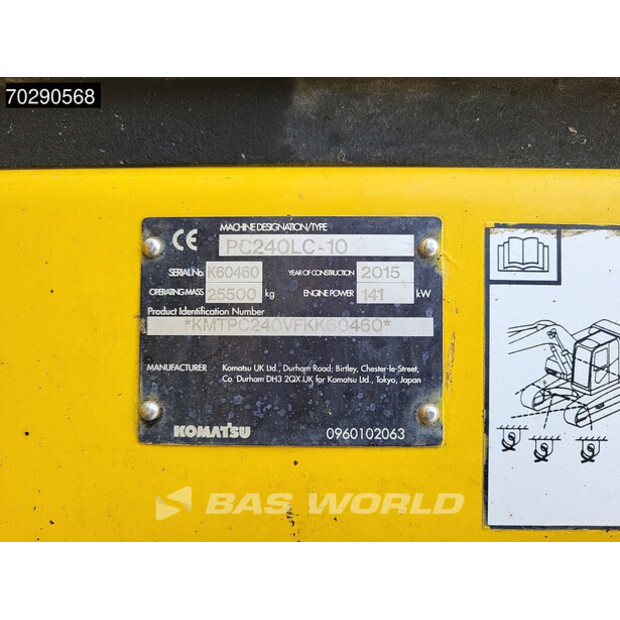 70290568
CE
MACHINE DESIGNATION/TYPE
PC240LC-10
SERIAL No. K60460 YEAR OF CONSTRUCTION 2015
OPERATING MASS 25500 kg ENGINE POWER 141 kW
Product Identification Number
*KMTPC240VFKK60460*
MANUFACTURER Komatsu UK Ltd., Durham Road, Birtley, Chester-le-Street,
Co. Durham DH3 2QX.UK for Komatsu Ltd., Tokyo, Japan
KOMATSU 0960102063
BAS WORLD